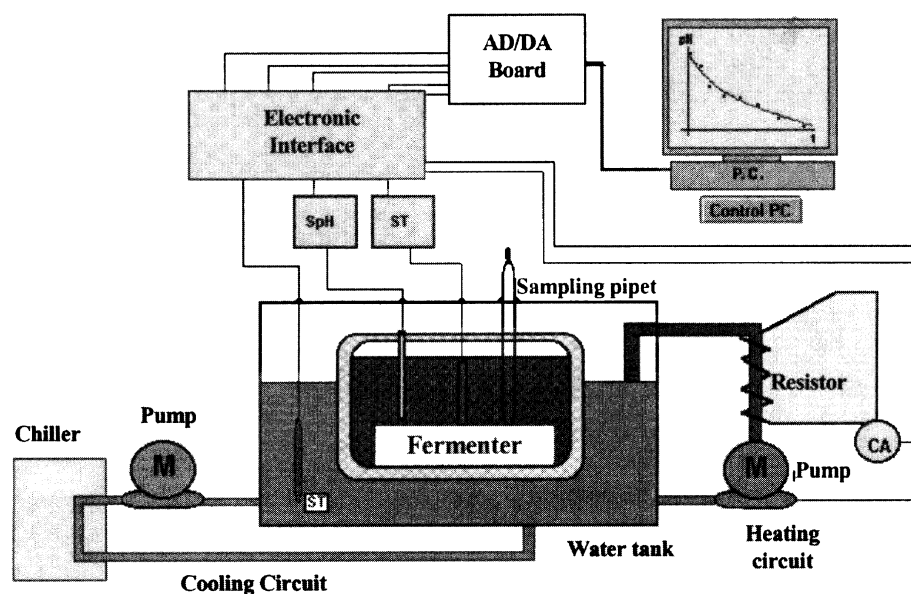 AD/DA
Board
pH
t
Electronic
Interface
P.C.
Control PC
SpH
ST
Sampling pipet
Resistor
Pump
Chiller
M
Fermenter
CA
M
Pump
ST
Water tank
Heating
circuit
Cooling Circuit